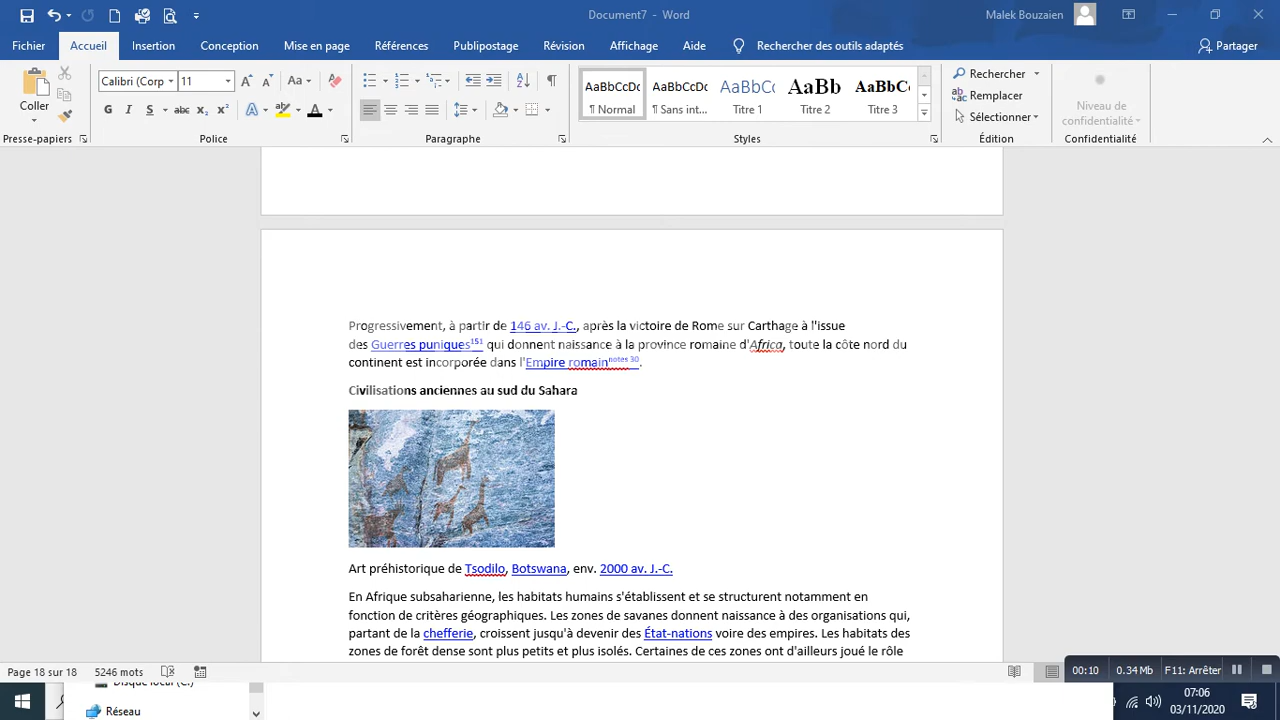 Document7 - Word
Malek Bouzaien
Fichier Accueil Insertion Conception Mise en page Références Publipostage Révision Affichage Aide Rechercher des outils adaptés Partager
Coller
Calibri (Corp 11
Aa
G I S abc x₂ x² A A
AaBbCcDc AaBbCcDc AaBbCc AaBb AaBbCc
¶ Normal ¶ Sans int... Titre 1 Titre 2 Titre 3
Rechercher
Remplacer
Sélectionner
Niveau de
confidentialité
Presse-papiers Police Paragraphe Styles Édition Confidentialité
Progressivement, à partir de 146 av. J.-C., après la victoire de Rome sur Carthage à l"issue
des Guerres puniques151 qui donnent naissance à la province romaine d'Africa, toute la côte nord du
continent est incorporée dans l'Empire romainnotes 30.
Civilisations anciennes au sud du Sahara
Art préhistorique de Tsodilo, Botswana, env. 2000 av. J.-C.
En Afrique subsaharienne, les habitats humains s'établissent et se structurent notamment en
fonction de critères géographiques. Les zones de savanes donnent naissance à des organisations qui,
partant de la chefferie, croissent jusqu'à devenir des État-nations voire des empires. Les habitats des
zones de forêt dense sont plus petits et plus isolés. Certaines de ces zones ont d'ailleurs joué le rôle
Page 18 sur 18 5246 mots
00:10 0.34 Mb F11: Arrêter
Disque local (C:)
Réseau
07:06
03/11/2020